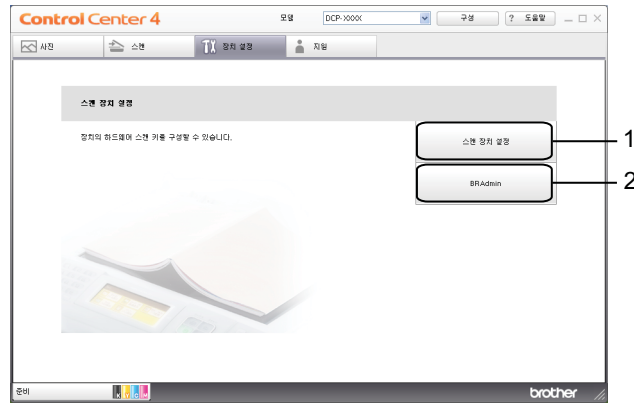 Control Center 4 모델 DCP-XXXX 구성 ? 도움말
사진 스캔 장치 설정 지원
스캔 장치 설정
장치의 하드웨어 스캔 키를 구성할 수 있습니다.
스캔 장치 설정 1
BRAdmin 2
준비 K Y C M brother